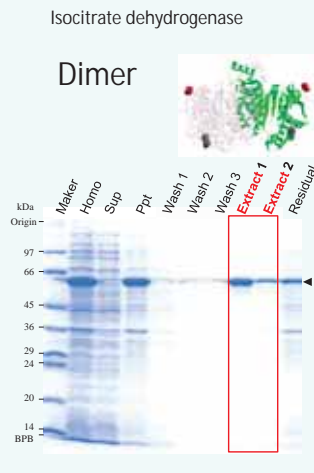 Isocitrate dehydrogenase
Dimer
Maker Homo Sup Ppt Wash 1 Wash 2 Wash 3 Extract 1 Extract 2 Residual
kDa
Origin
97
66
45
36
29
24
20
14
BPB